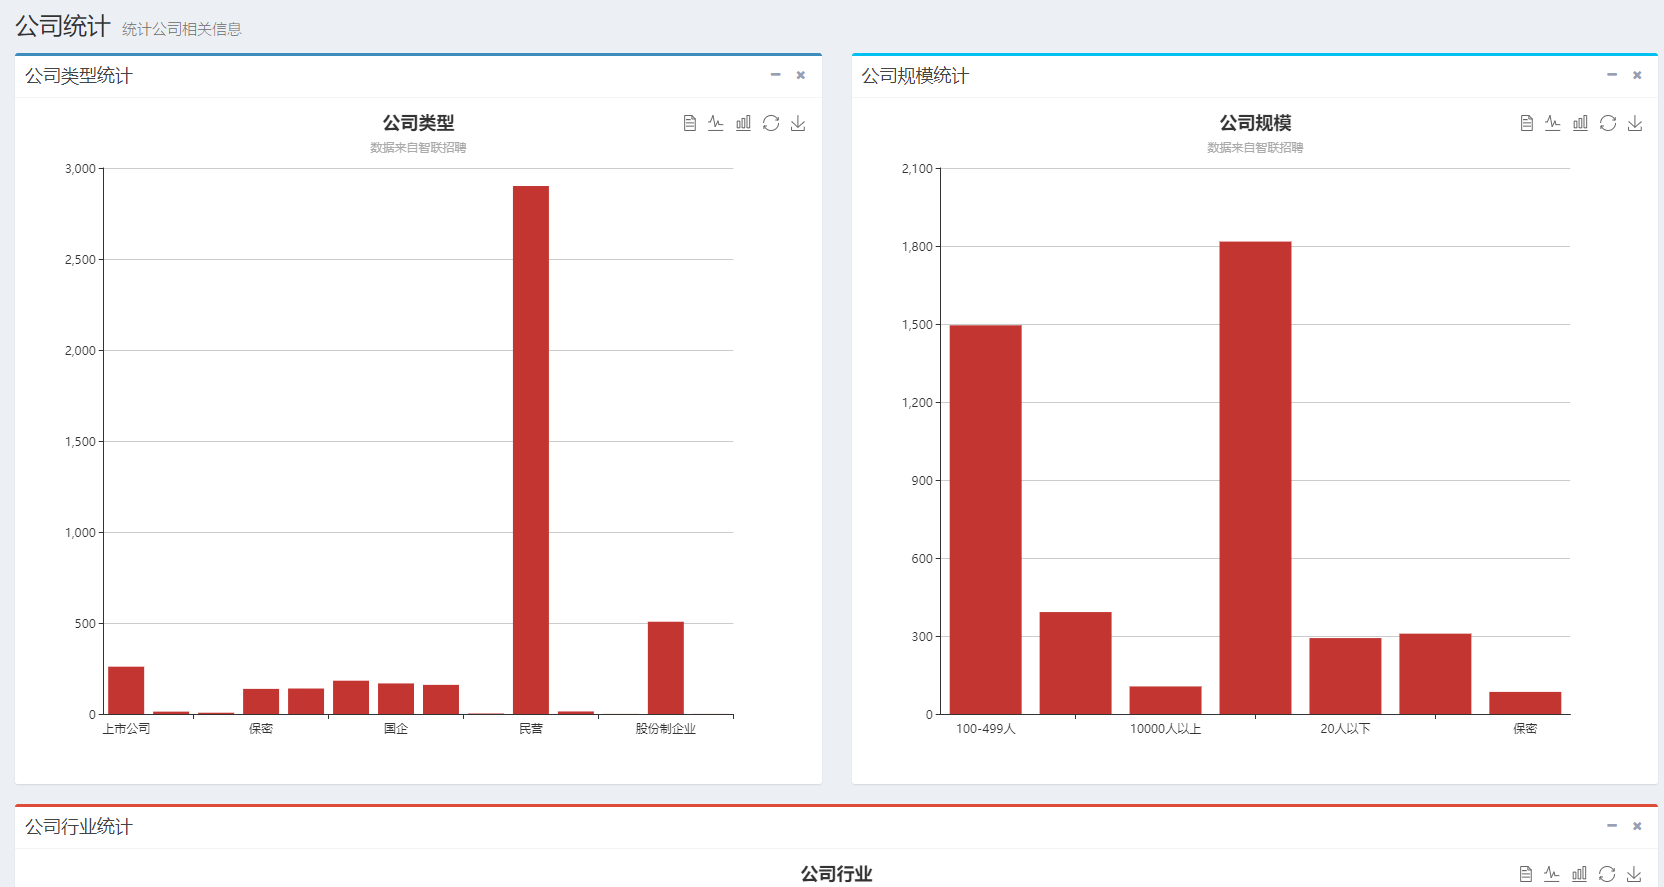 公司统计 统计公司相关信息
公司类型统计
公司类型
数据来自智联招聘
3,000
2,500
2,000
1,500
1,000
500
0
上市公司 保密 国企 民营 股份制企业
公司规模统计
公司规模
数据来自智联招聘
2,100
1,800
1,500
1,200
900
600
300
0
100-499人 10000人以上 20人以下 保密
公司行业统计
公司行业